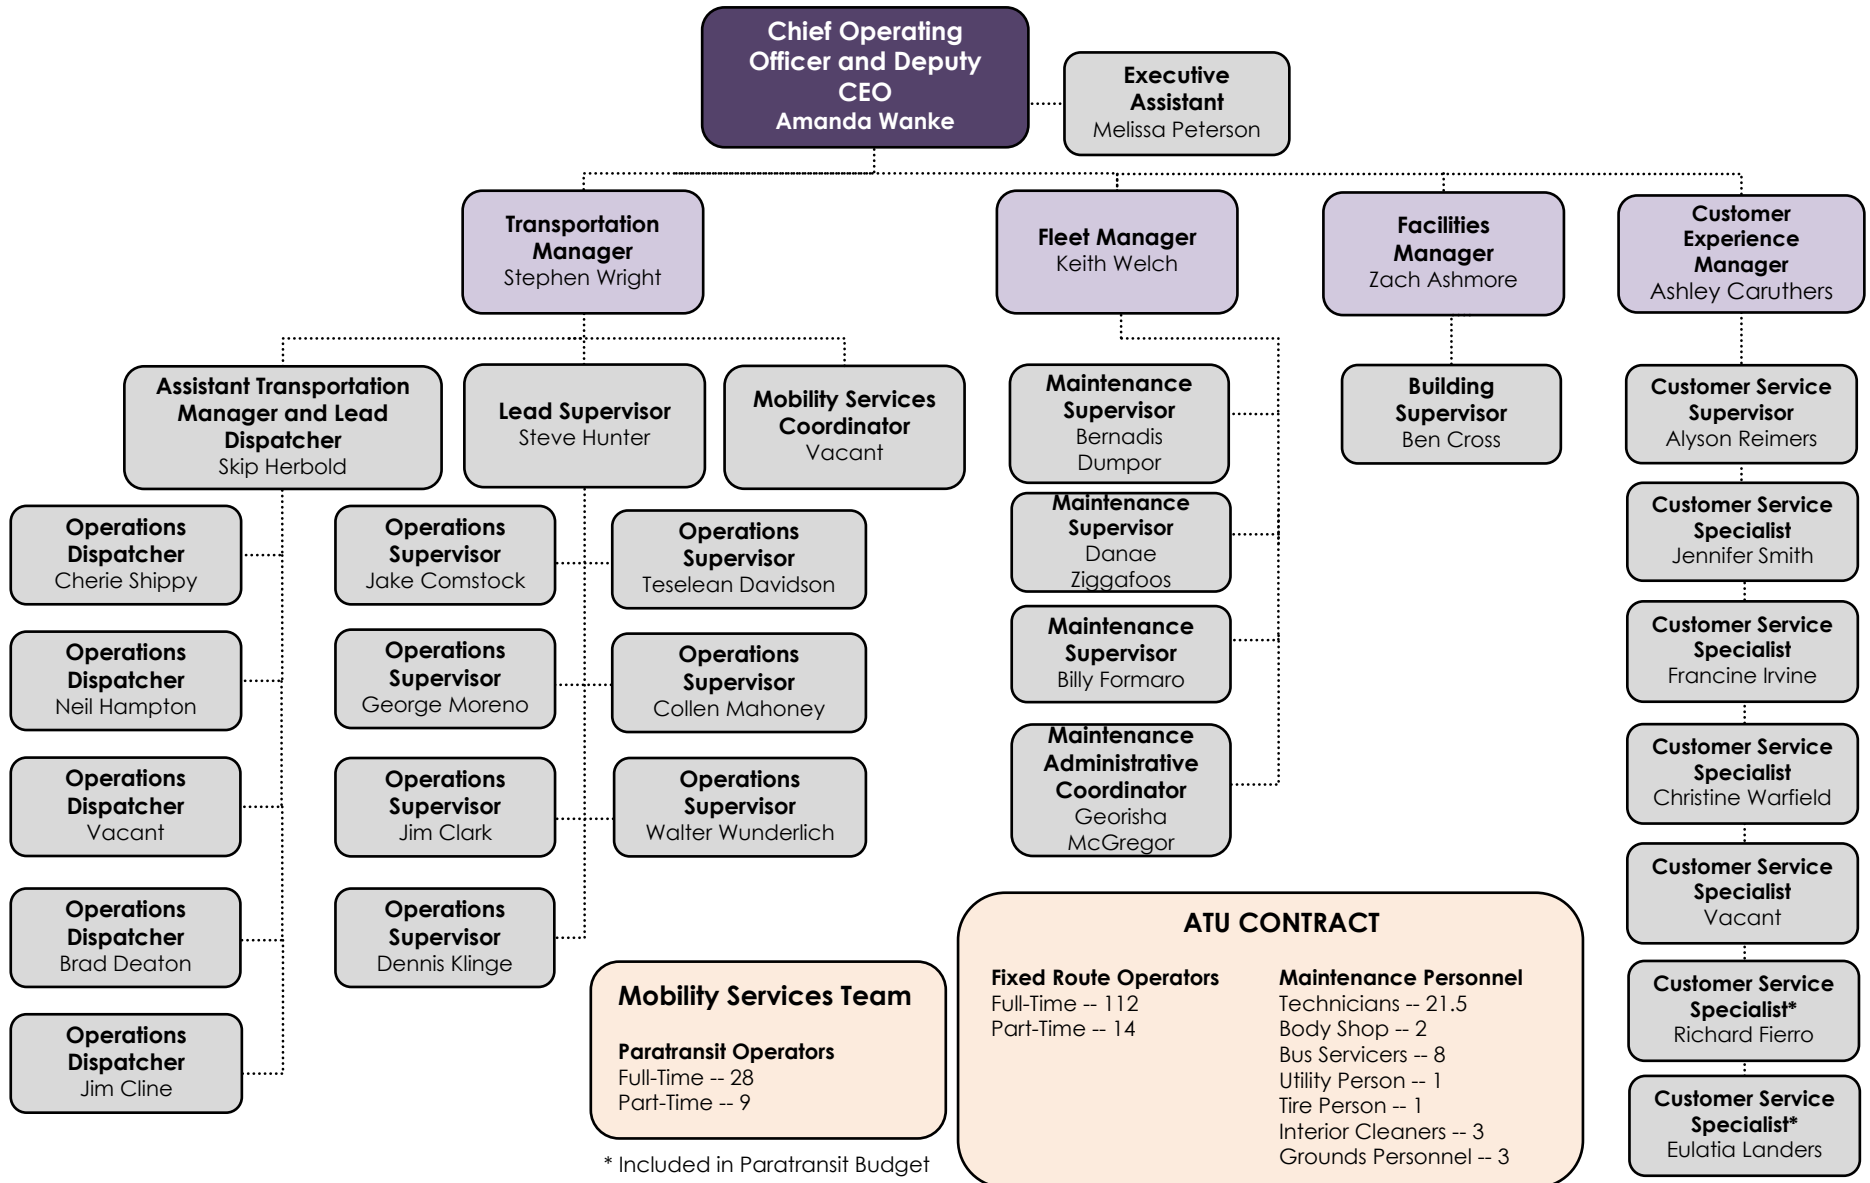 Chief Operating
Officer and Deputy
CEO
Amanda Wanke
Executive
Assistant
Melissa Peterson
Transportation
Manager
Stephen Wright
Fleet Manager
Keith Welch
Facilities
Manager
Zach Ashmore
Customer
Experience
Manager
Ashley Caruthers
Assistant Transportation
Manager and Lead
Dispatcher
Skip Herbold
Lead Supervisor
Steve Hunter
Mobility Services
Coordinator
Vacant
Maintenance
Supervisor
Bernadis
Dumpor
Building
Supervisor
Ben Cross
Customer Service
Supervisor
Alyson Reimers
Operations
Dispatcher
Cherie Shippy
Operations
Supervisor
Jake Comstock
Operations
Supervisor
Teselean Davidson
Maintenance
Supervisor
Danae
Ziggafoos
Customer Service
Specialist
Jennifer Smith
Operations
Dispatcher
Neil Hampton
Operations
Supervisor
George Moreno
Operations
Supervisor
Collen Mahoney
Maintenance
Supervisor
Billy Formaro
Customer Service
Specialist
Francine Irvine
Operations
Dispatcher
Vacant
Operations
Supervisor
Jim Clark
Operations
Supervisor
Walter Wunderlich
Maintenance
Administrative
Coordinator
Georisha
McGregor
Customer Service
Specialist
Christine Warfield
Customer Service
Specialist
Vacant
Operations
Dispatcher
Brad Deaton
Operations
Supervisor
Dennis Klinge
Customer Service
Specialist*
Richard Fierro
Operations
Dispatcher
Jim Cline
Customer Service
Specialist*
Eulatia Landers
Mobility Services Team
Paratransit Operators
Full-Time -- 28
Part-Time -- 9
* Included in Paratransit Budget
ATU CONTRACT
Fixed Route Operators
Full-Time -- 112
Part-Time -- 14
Maintenance Personnel
Technicians -- 21.5
Body Shop -- 2
Bus Servicers -- 8
Utility Person -- 1
Tire Person -- 1
Interior Cleaners -- 3
Grounds Personnel -- 3